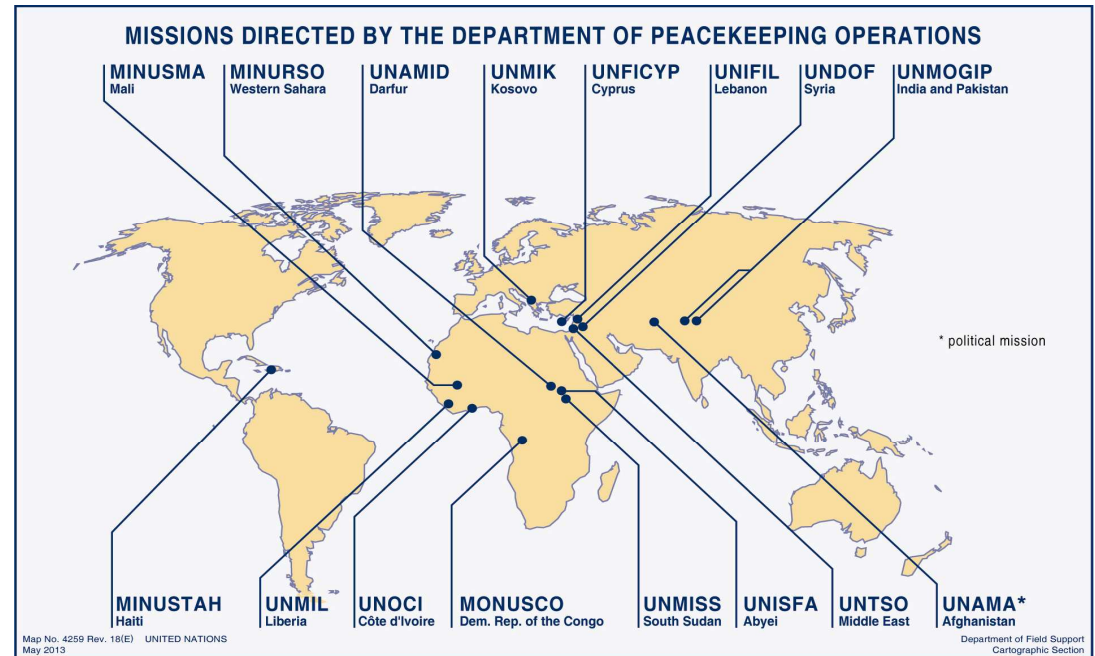 MISSIONS DIRECTED BY THE DEPARTMENT OF PEACEKEEPING OPERATIONS
MINUSMA
Mali
MINURSO
Western Sahara
UNAMID
Darfur
UNMIK
Kosovo
UNFICYP
Cyprus
UNIFIL
Lebanon
UNDOF
Syria
UNMOGIP
India and Pakistan
* political mission
MINUSTAH
Haiti
UNMIL
Liberia
UNOCI
Côte d'Ivoire
MONUSCO
Dem. Rep. of the Congo
UNMISS
South Sudan
UNISFA
Abyei
UNTSO
Middle East
UNAMA*
Afghanistan
Map No. 4259 Rev. 18(E) UNITED NATIONS
May 2013
Department of Field Support
Cartographic Section